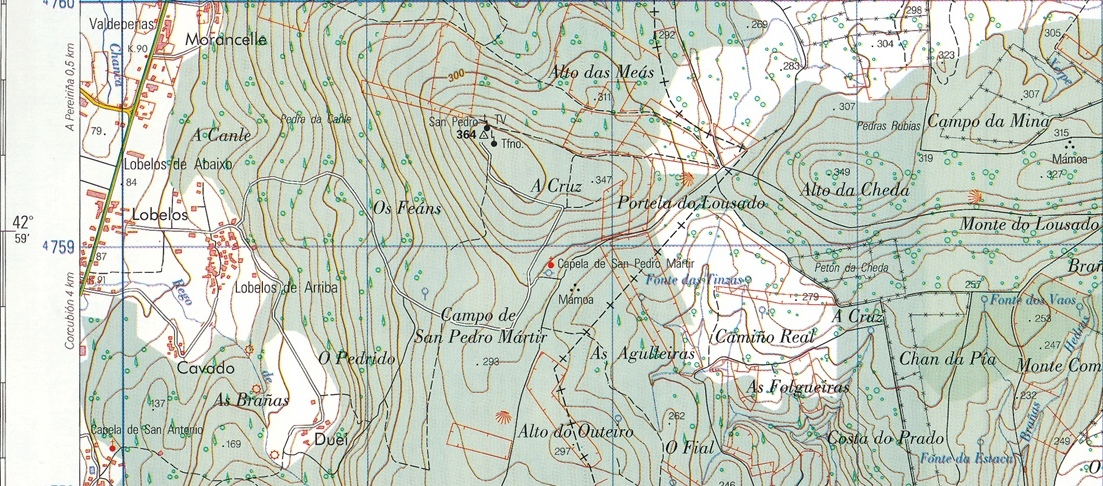 4760
Valdepenas
K.90
Chanca
Morancelle
A Pereiriña 0,5 km
79.
A Canle
Pedra da Canle
300
San Pedro
TV
364
Tfno.
Alto das Meás
.311
292
.269
283
298
. 304
323
305
307
.307
Pedras Rubias
Campo da Mina
315
Mámoa
.327
319
Lobelos de Abaixo
84
Lobelos
Os Feans
A Cruz
.347
.349
Alto da Cheda
Portela do Lousado
Monte do Lousado
42°
59'
4759
87
91
Lobelos de Arriba
Rego
de
Capela de San Pedro Mártir
Mámoa
Fonte das Tinzas
Petón da Cheda
Corcubión 4 km
Campo de
San Pedro Mártir
. 279
A Cruz
257
Fonte dos Vaos
. 253
Camiño Real
As Agulleiras
O Pedrido
. 293
Cavado
Chan da Pía
.247
Monte Com
As Brañas
As Folgueiras
.232
Brañas
137
Capela de San Antonio
.169
Duei
Alto do Outeiro
297
262
O Fial
Costa do Prado
Fonte da Estaca
249
246